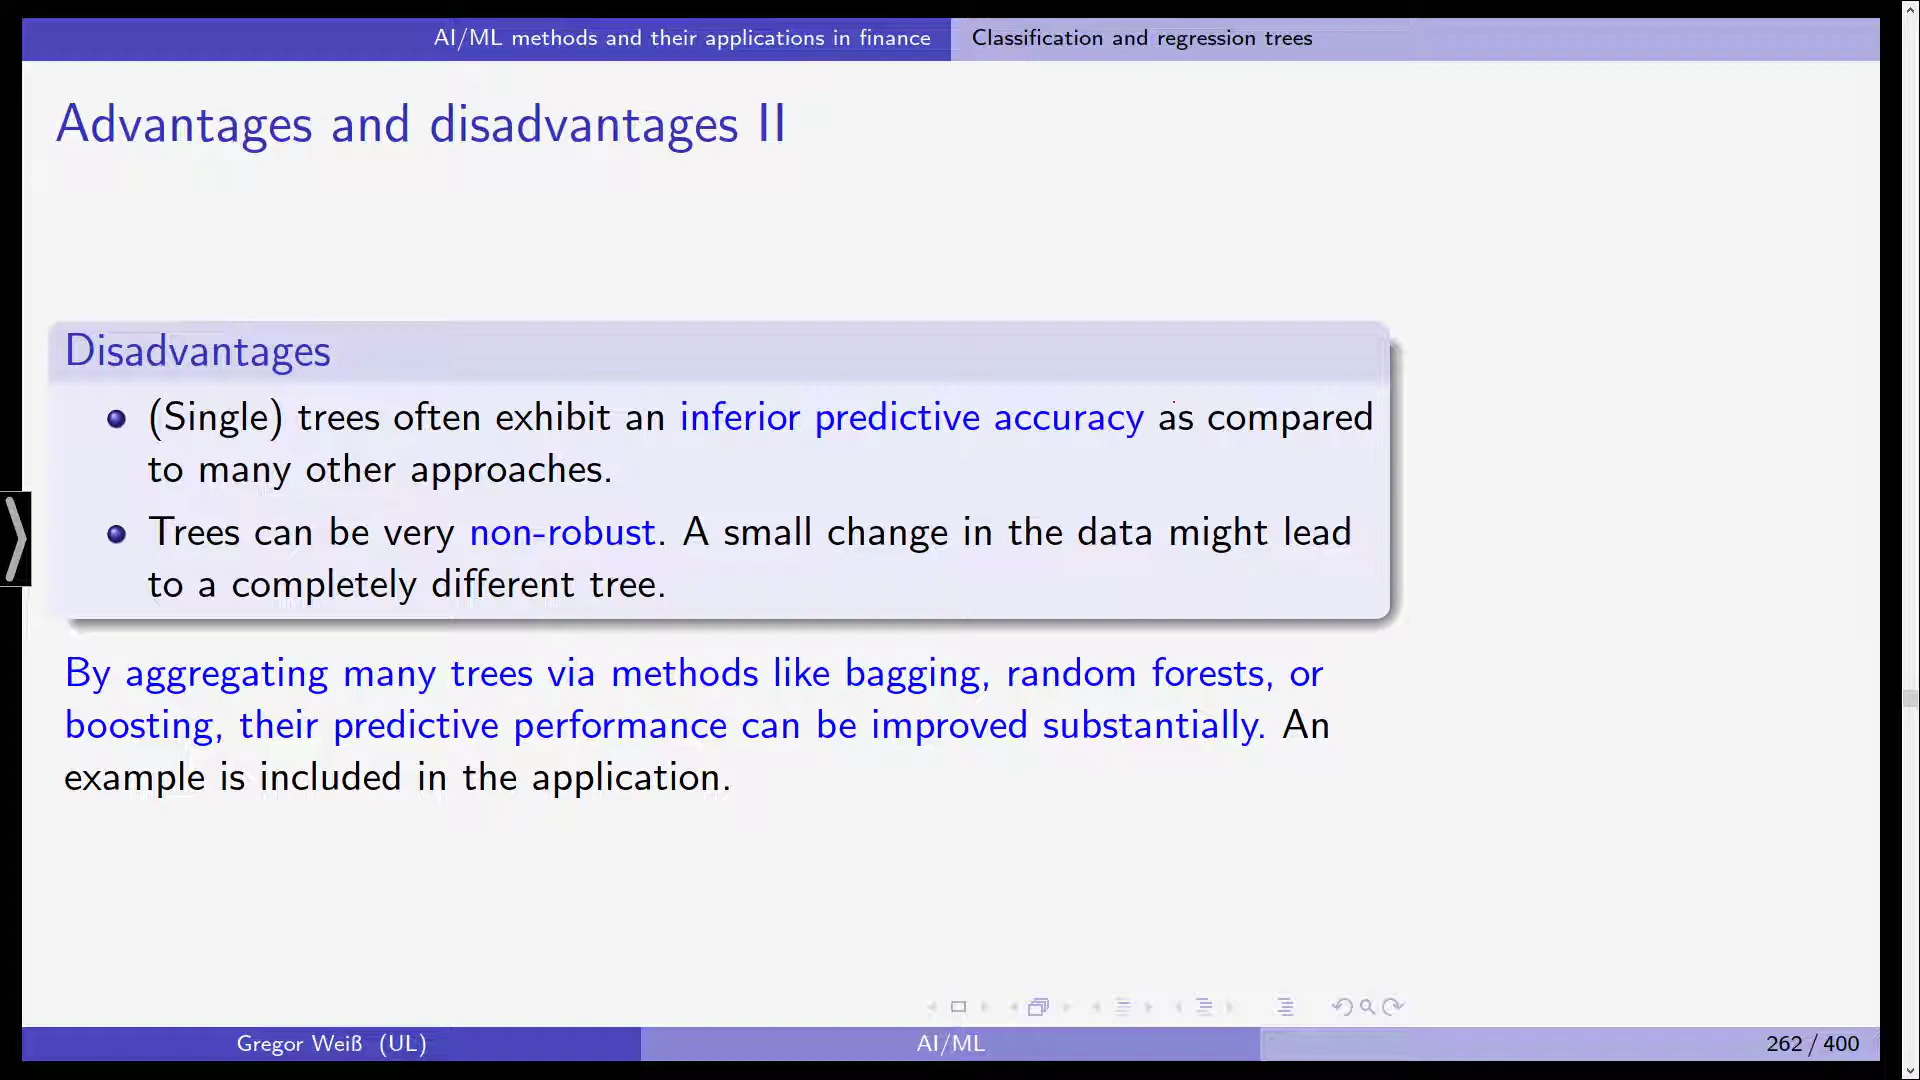 AI/ML methods and their applications in finance Classification and regression trees
Advantages and disadvantages II
Disadvantages
(Single) trees often exhibit an inferior predictive accuracy as compared
to many other approaches.
Trees can be very non-robust. A small change in the data might lead
to a completely different tree.
By aggregating many trees via methods like bagging, random forests, or
boosting, their predictive performance can be improved substantially. An
example is included in the application.
Gregor Weiß (UL) AI/ML 262 / 400